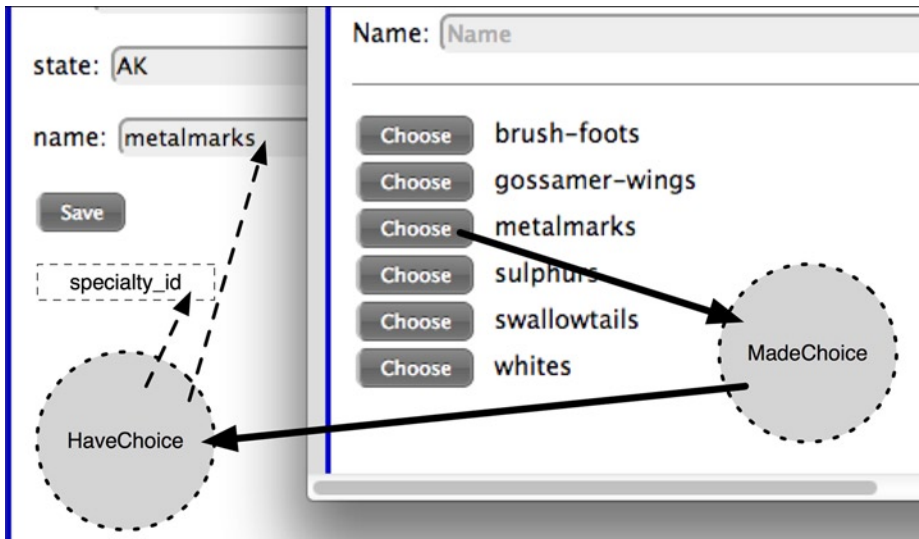 state: AK
name: metalmarks
Save
specialty_id
HaveChoice
Name: Name
Choose brush-foots
Choose gossamer-wings
Choose metalmarks
Choose sulphurs
Choose swallowtails
Choose whites
MadeChoice